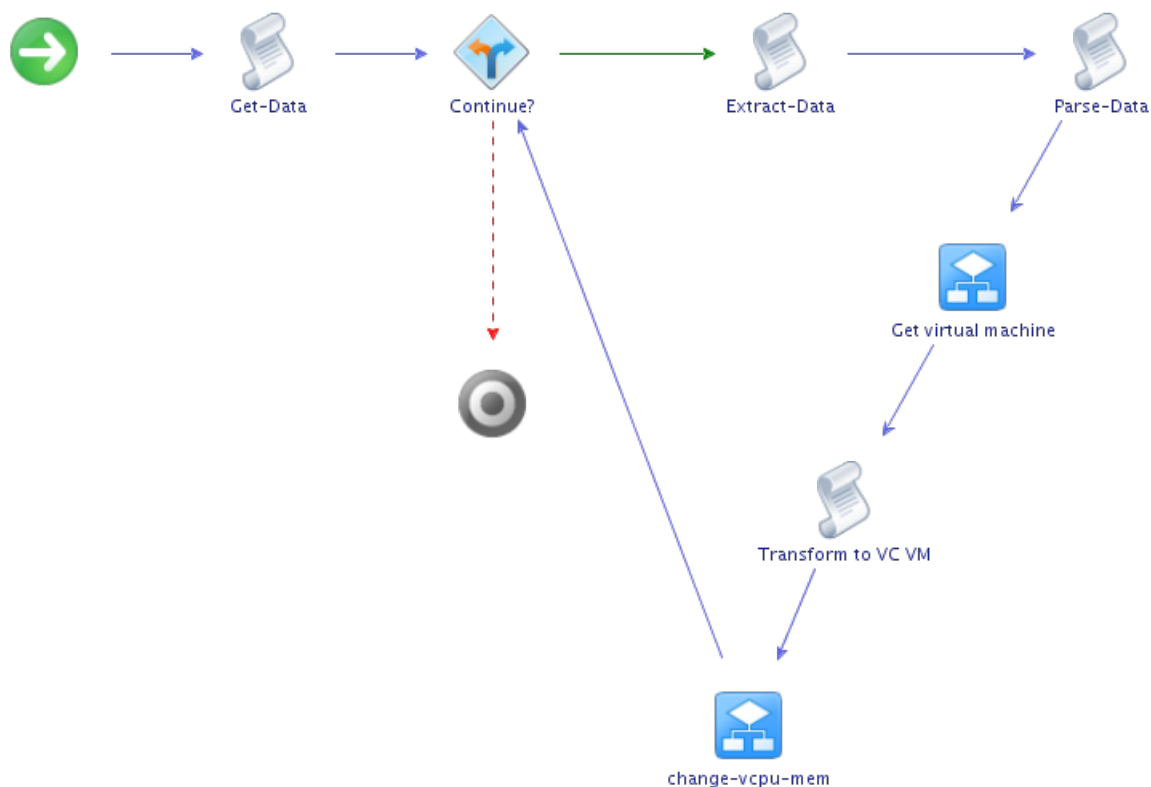 Get-Data
Continue?
Extract-Data
Parse-Data
Get virtual machine
Transform to VC VM
change-vcpu-mem